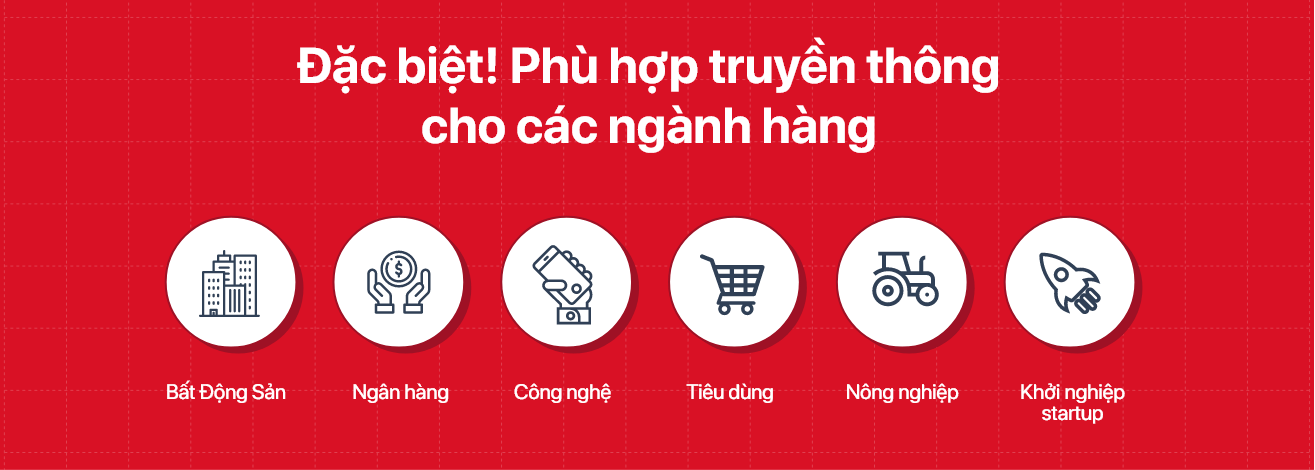 Đặc biệt! Phù hợp truyền thông
cho các ngành hàng
$
Bất Động Sản
Ngân hàng
Công nghệ
Tiêu dùng
Nông nghiệp
Khởi nghiệp
startup